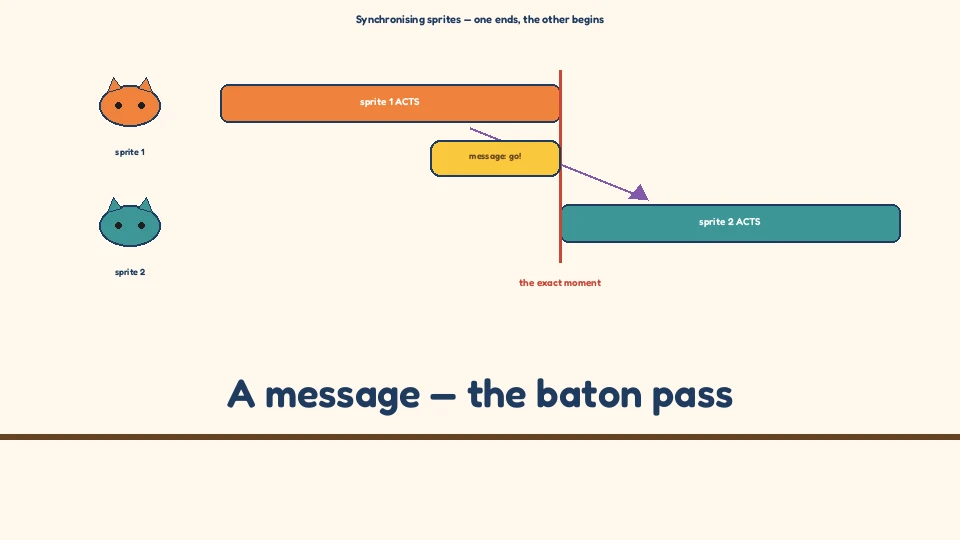 Synchronising sprites — one ends, the other begins
sprite 1 ACTS
sprite 1
message: go!
sprite 2 ACTS
sprite 2
the exact moment
A message — the baton pass